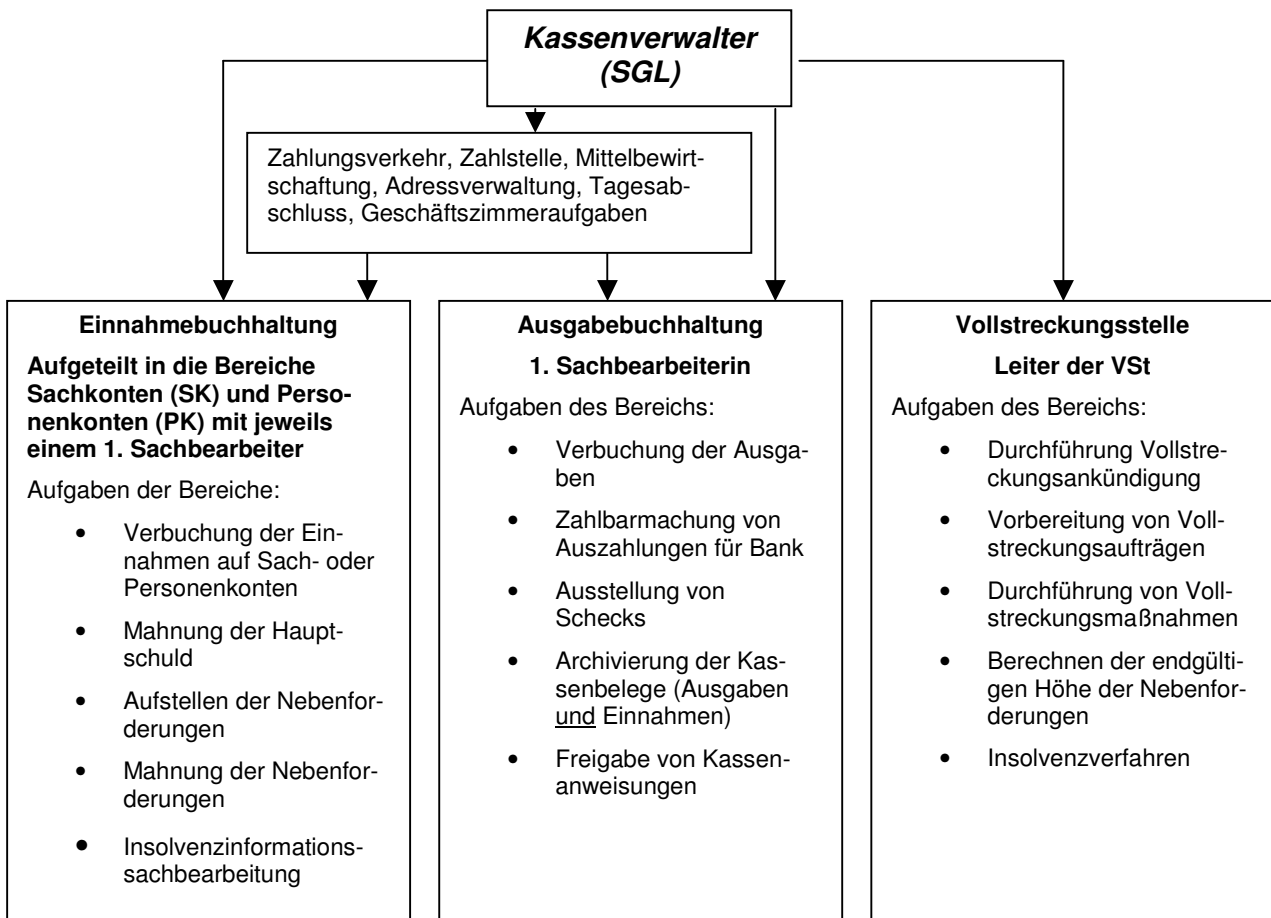 Kassenverwalter
(SGL)
Zahlungsverkehr, Zahlstelle, Mittelbewirt-
schaftung, Adressverwaltung, Tagesab-
schluss, Geschäftszimmeraufgaben
Einnahmebuchhaltung
Aufgeteilt in die Bereiche
Sachkonten (SK) und Perso-
nenkonten (PK) mit jeweils
einem 1. Sachbearbeiter
Aufgaben der Bereiche:
• Verbuchung der Ein-
nahmen auf Sach- oder
Personenkonten
• Mahnung der Haupt-
schuld
• Aufstellen der Nebenfor-
derungen
• Mahnung der Nebenfor-
derungen
• Insolvenzinformations-
sachbearbeitung
Ausgabebuchhaltung
1. Sachbearbeiterin
Aufgaben des Bereichs:
• Verbuchung der Ausga-
ben
• Zahlbarmachung von
Auszahlungen für Bank
• Ausstellung von
Schecks
• Archivierung der Kas-
senbelege (Ausgaben
und Einnahmen)
• Freigabe von Kassen-
anweisungen
Vollstreckungsstelle
Leiter der VSt
Aufgaben des Bereichs:
• Durchführung Vollstre-
ckungsankündigung
• Vorbereitung von Voll-
streckungsaufträgen
• Durchführung von Voll-
streckungsmaßnahmen
• Berechnen der endgülti-
gen Höhe der Nebenfor-
derungen
• Insolvenzverfahren